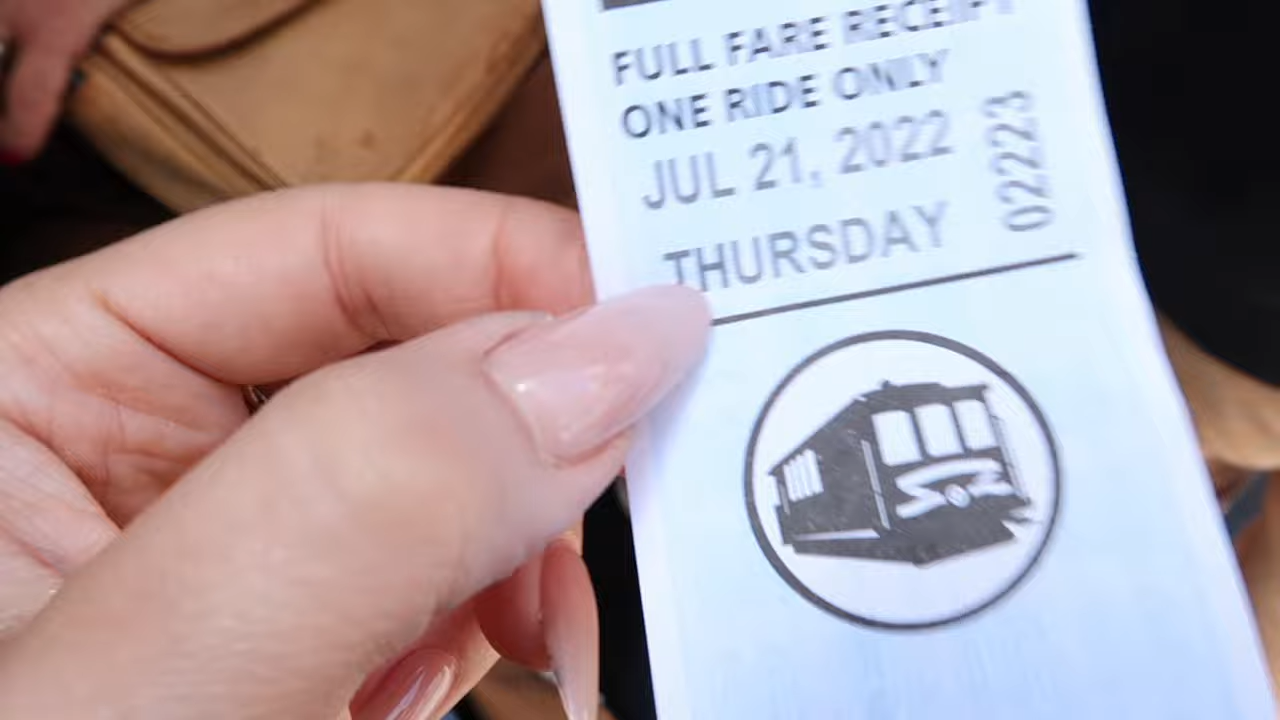 FULL FARE RECEIPT
ONE RIDE ONLY
JUL 21, 2022
THURSDAY
02223